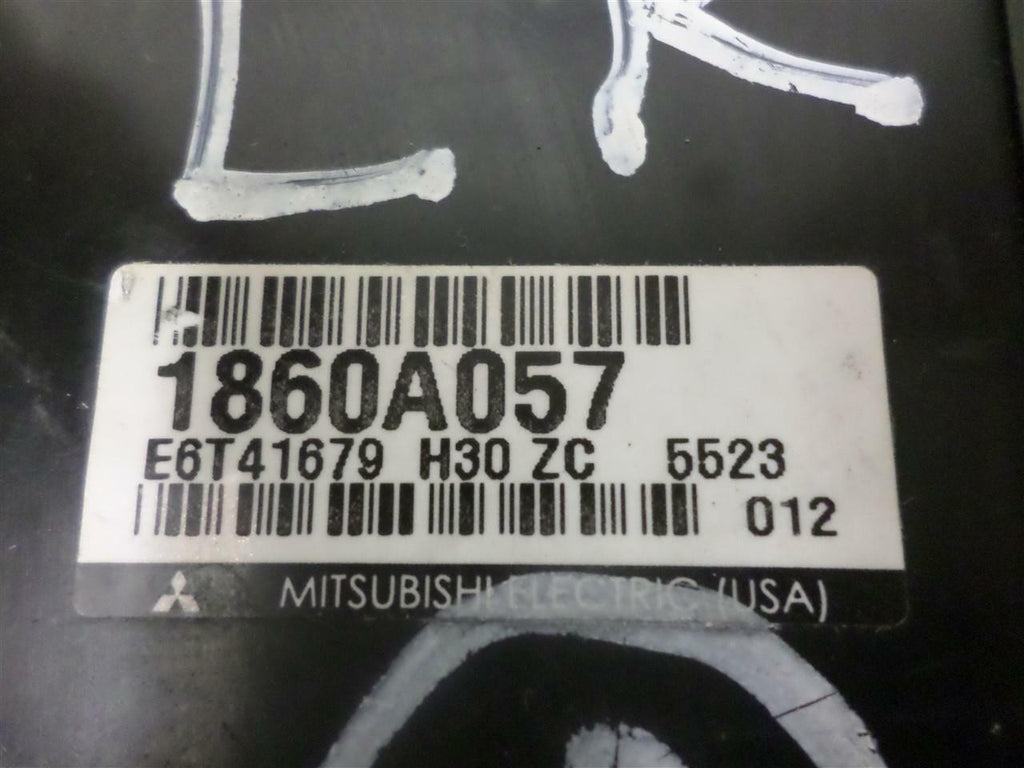 1860A057
E6T41679 H30 ZC 5523
012
MITSUBISHI ELECTRIC (USA)